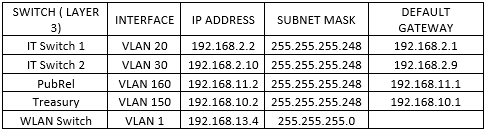 SWITCH ( LAYER 3) INTERFACE IP ADDRESS SUBNET MASK DEFAULT GATEWAY
IT Switch 1 VLAN 20 192.168.2.2 255.255.255.248 192.168.2.1
IT Switch 2 VLAN 30 192.168.2.10 255.255.255.248 192.168.2.9
PubRel VLAN 160 192.168.11.2 255.255.255.248 192.168.11.1
Treasury VLAN 150 192.168.10.2 255.255.255.248 192.168.10.1
WLAN Switch VLAN 1 192.168.13.4 255.255.255.0